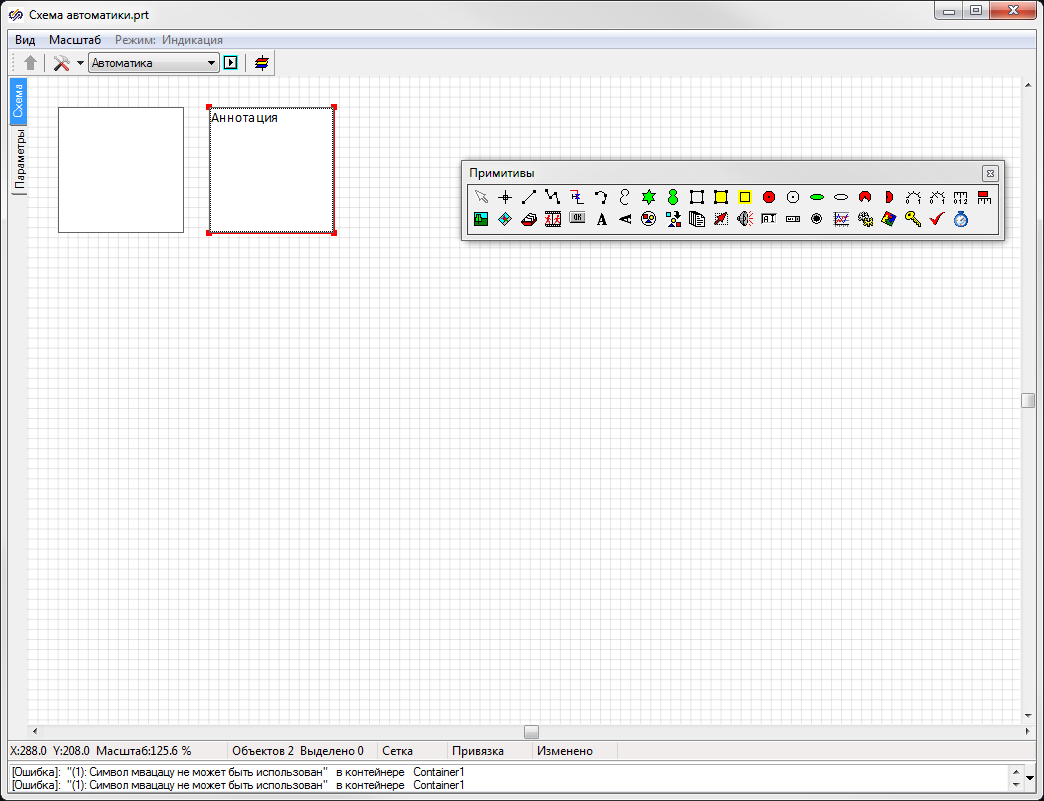 Схема автоматики.prt
Вид Масштаб Режим: Индикация
Автоматика
Схема
Параметры
Аннотация
Примитивы
OK A
X:288.0 Y:208.0 Масштаб:125.6 % Объектов 2 Выделено 0 Сетка Привязка Изменено
[Ошибка]: "(1): Символ мвацацу не может быть использован" в контейнере Container1
[Ошибка]: "(1): Символ мвацацу не может быть использован" в контейнере Container1